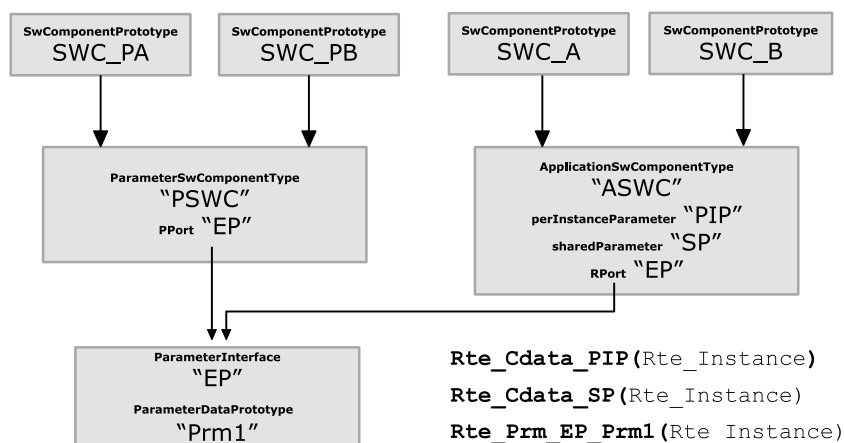 SwComponentPrototype
SWC_PA
SwComponentPrototype
SWC_PB
SwComponentPrototype
SWC_A
SwComponentPrototype
SWC_B
ParameterSwComponentType
“PSWC”
PPort “EP”
ApplicationSwComponentType
“ASWC”
perInstanceParameter “PIP”
sharedParameter “SP”
RPort “EP”
ParameterInterface
“EP”
ParameterDataPrototype
“Prm1”
Rte_Cdata_PIP(Rte_Instance)
Rte_Cdata_SP(Rte_Instance)
Rte_Prm_EP_Prm1(Rte_Instance)